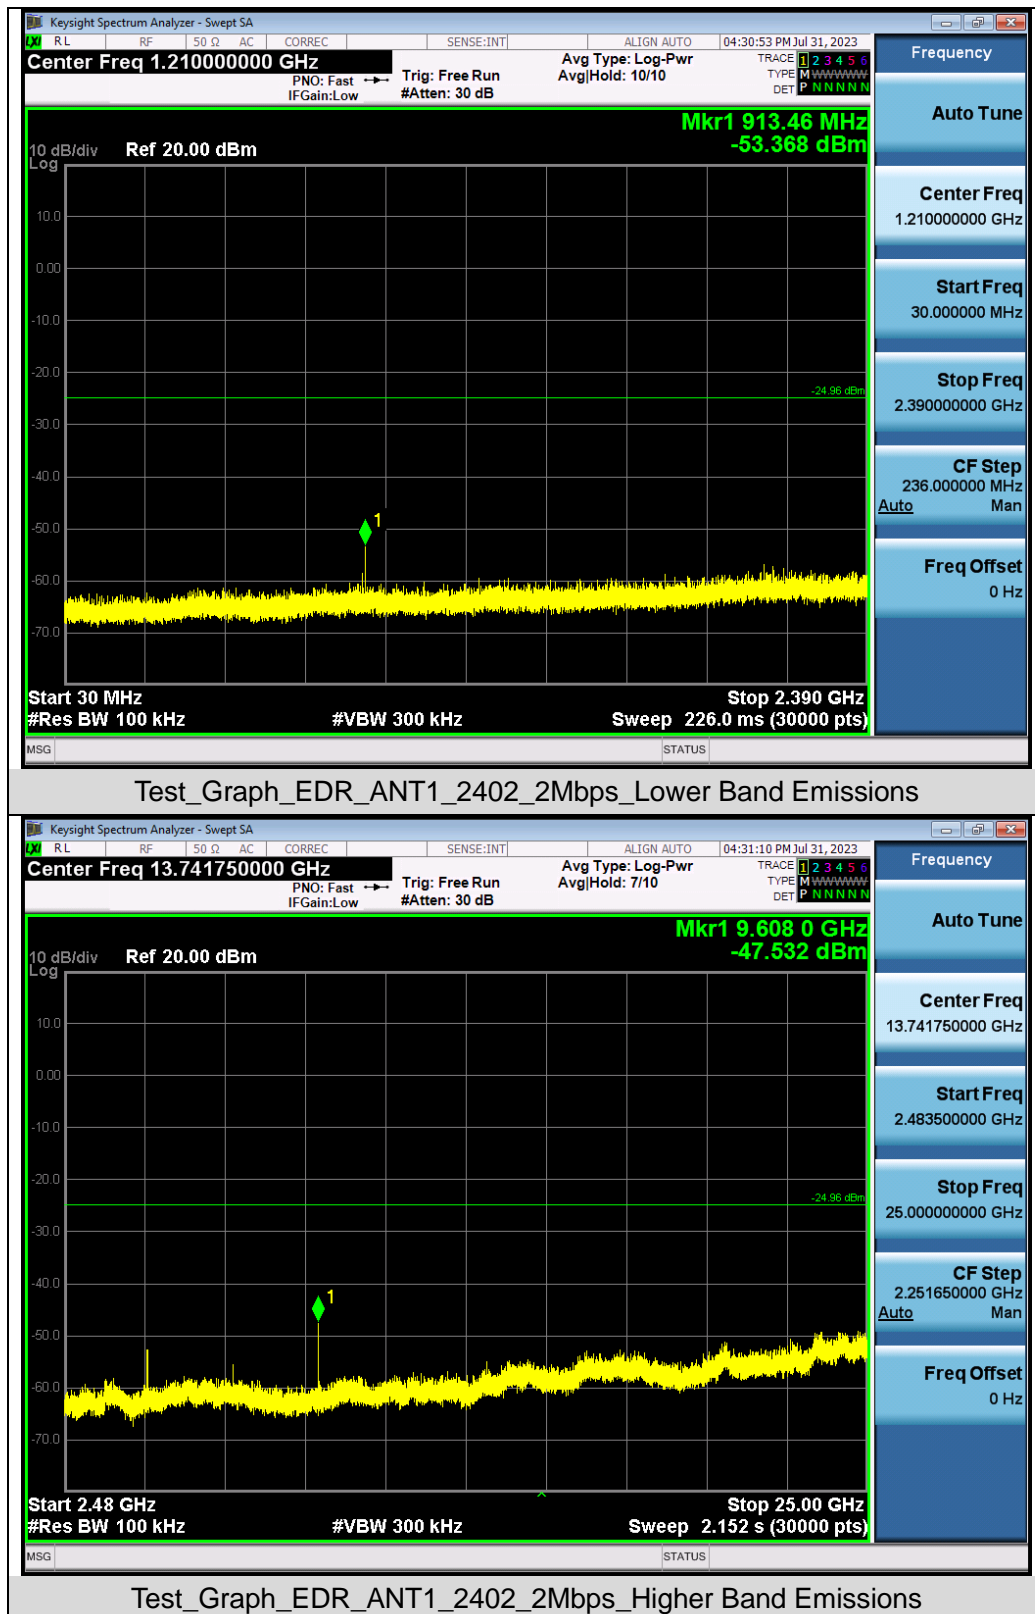 Keysight Spectrum Analyzer - Swept SA
LXI RL RF 50 Ω AC CORREC SENSE:INT ALIGN AUTO 04:30:53 PM Jul 31, 2023
Center Freq 1.210000000 GHz
PNO: Fast
IFGain:Low
Trig: Free Run
#Atten: 30 dB
Avg Type: Log-Pwr
Avg|Hold: 10/10
TRACE 1 2 3 4 5 6
TYPE M WWWWW
DET P N N N N N
Mkr1 913.46 MHz
-53.368 dBm
10 dB/div Ref 20.00 dBm
Log
10.0
0.00
-10.0
-20.0
-24.96 dBm
-30.0
-40.0
1
-50.0
-60.0
-70.0
Start 30 MHz Stop 2.390 GHz
#Res BW 100 kHz #VBW 300 kHz Sweep 226.0 ms (30000 pts)
MSG STATUS
Frequency
Auto Tune
Center Freq
1.210000000 GHz
Start Freq
30.000000 MHz
Stop Freq
2.390000000 GHz
CF Step
236.000000 MHz
Auto Man
Freq Offset
0 Hz
Test_Graph_EDR_ANT1_2402_2Mbps_Lower Band Emissions
Keysight Spectrum Analyzer - Swept SA
LXI RL RF 50 Ω AC CORREC SENSE:INT ALIGN AUTO 04:31:10 PM Jul 31, 2023
Center Freq 13.741750000 GHz
PNO: Fast
IFGain:Low
Trig: Free Run
#Atten: 30 dB
Avg Type: Log-Pwr
Avg|Hold: 7/10
TRACE 1 2 3 4 5 6
TYPE M WWWWW
DET P N N N N N
Mkr1 9.608 0 GHz
-47.532 dBm
10 dB/div Ref 20.00 dBm
Log
10.0
0.00
-10.0
-20.0
-24.96 dBm
-30.0
-40.0
1
-50.0
-60.0
-70.0
Start 2.48 GHz Stop 25.00 GHz
#Res BW 100 kHz #VBW 300 kHz Sweep 2.152 s (30000 pts)
MSG STATUS
Frequency
Auto Tune
Center Freq
13.741750000 GHz
Start Freq
2.483500000 GHz
Stop Freq
25.000000000 GHz
CF Step
2.251650000 GHz
Auto Man
Freq Offset
0 Hz
Test_Graph_EDR_ANT1_2402_2Mbps_Higher Band Emissions